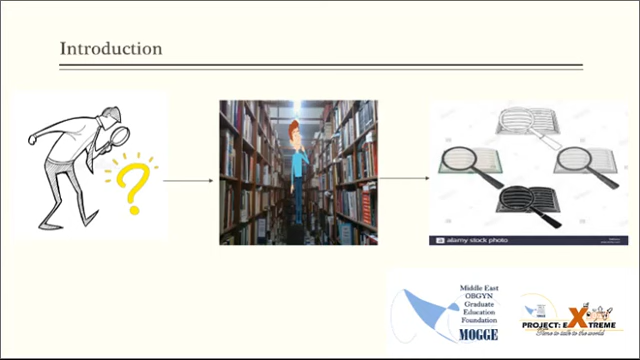 Introduction
?
a alamy stock photo
Middle East
OBGYN
Graduate
Education
Foundation
MOGGE
PROJECT: EXTREME
Time to talk to the world